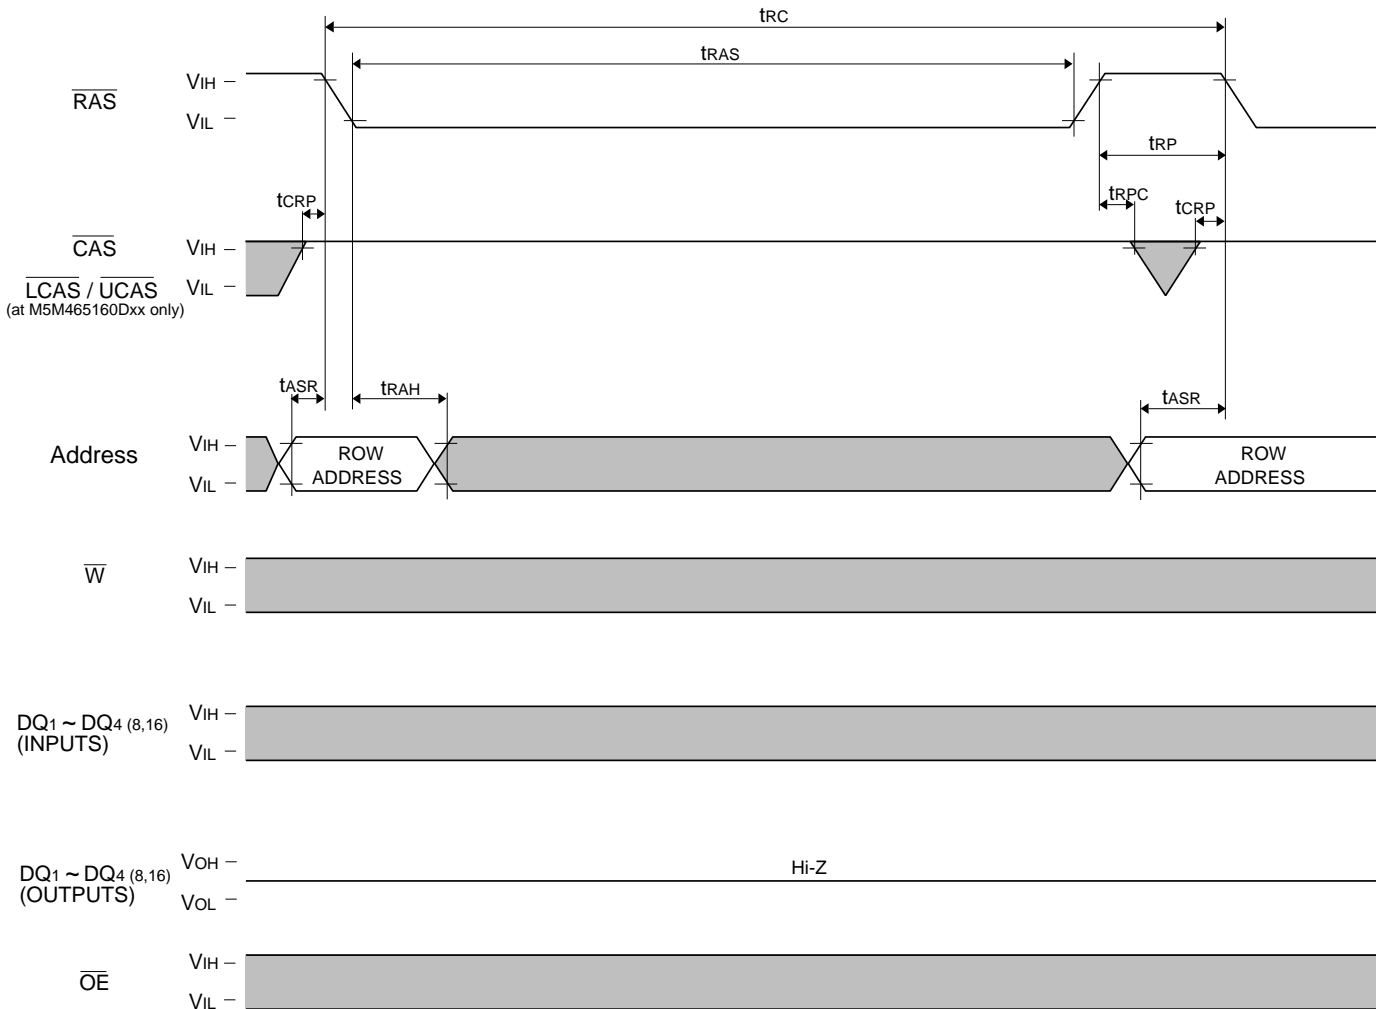 tRC
tRAS
RAS
VIH
VIL
tRP
tCRP
tRPC
tCRP
CAS
VIH
LCAS / UCAS
VIL
(at M5M465160Dxx only)
tASR
tRAH
tASR
Address
VIH
VIL
ROW
ADDRESS
ROW
ADDRESS
W
VIH
VIL
DQ1 ~ DQ4 (8,16)
(INPUTS)
VIH
VIL
DQ1 ~ DQ4 (8,16)
(OUTPUTS)
VOH
VOL
Hi-Z
OE
VIH
VIL